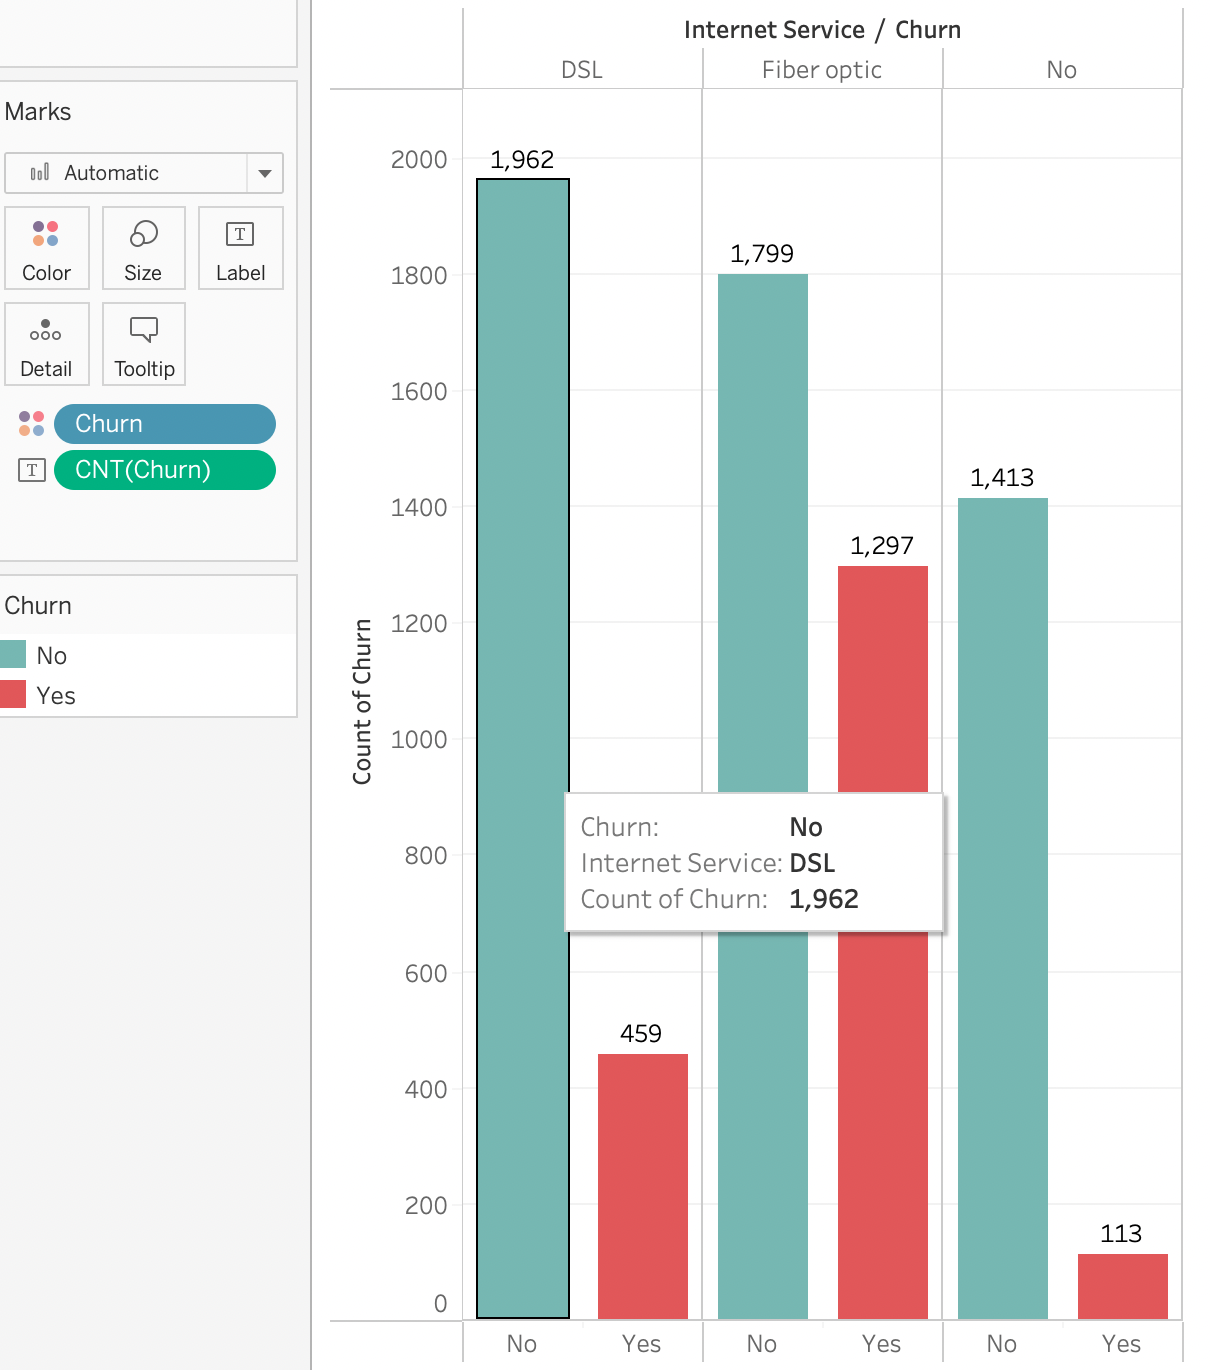 Marks
Automatic
Color
Size
T
Label
Detail
Tooltip
Churn
T
CNT(Churn)
Churn
No
Yes
Internet Service / Churn
DSL
Fiber optic
No
Count of Churn
2000
1800
1600
1400
1200
1000
800
600
400
200
0
1,962
459
1,799
1,297
1,413
113
Churn: No
Internet Service: DSL
Count of Churn: 1,962
No
Yes
No
Yes
No
Yes